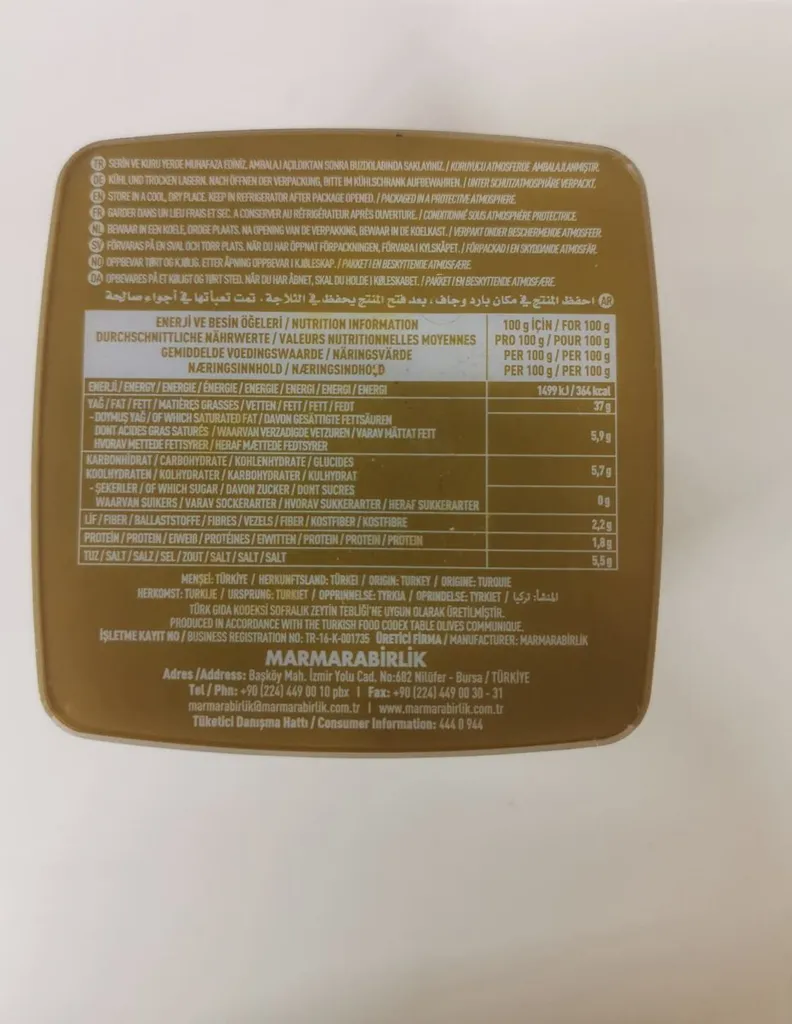 TR SERİN VE KURU YERDE MUHAFAZA EDİNİZ. AMBALAJ AÇILDIKTAN SONRA BUZDOLABINDA SAKLAYINIZ. / KORUYUCU ATMOSFERDE AMBALAJLANMIŞTIR.
DE KÜHL UND TROCKEN LAGERN. NACH ÖFFNEN DER VERPACKUNG, BITTE IM KÜHLSCHRANK AUFBEWAHREN. / UNTER SCHUTZATMOSPHÄRE VERPACKT.
EN STORE IN A COOL, DRY PLACE. KEEP IN REFRIGERATOR AFTER PACKAGE OPENED. / PACKAGED IN A PROTECTIVE ATMOSPHERE.
FR GARDER DANS UN LIEU FRAIS ET SEC. A CONSERVER AU RÉFRIGÉRATEUR APRÈS OUVERTURE. / CONDITIONNÉ SOUS ATMOSPHÈRE PROTECTRICE.
NL BEWAAR IN EEN KOELE, DROGE PLAATS. NA OPENING VAN DE VERPAKKING, BEWAAR IN DE KOELKAST. / VERPAKT ONDER BESCHERMENDE ATMOSFEER.
SV FÖRVARAS PÅ EN SVAL OCH TORR PLATS. NÄR DU HAR ÖPPNAT FÖRPACKNINGEN, FÖRVARA I KYLSKÅPET. / FÖRPACKAD I EN SKYDDANDE ATMOSFÄR.
NO OPPBEVAR TØRT OG KJØLIG. ETTER ÅPNING OPPBEVAR I KJØLESKAP. / PAKKET I EN BESKYTTENDE ATMOSFÆRE.
DA OPBEVARES PÅ ET KØLIGT OG TØRT STED. NÅR DU HAR ÅBNET, SKAL DU HOLDE I KØLESKABET. / PAKKET I EN BESKYTTENDE ATMOSFÆRE.
AR احفظ المنتج في مكان بارد وجاف، بعد فتح المنتج يحفظ في الثلاجة. تمت تعبأتها في أجواء صالحة
ENERJİ VE BESİN ÖĞELERİ / NUTRITION INFORMATION 100 g İÇİN / FOR 100 g
DURCHSCHNITTLICHE NÄHRWERTE / VALEURS NUTRITIONNELLES MOYENNES PRO 100 g / POUR 100 g
GEMIDDELDE VOEDINGSWAARDE / NÄRINGSVÄRDE PER 100 g / PER 100 g
NÆRINGSINNHOLD / NÆRINGSINDHOLD PER 100 g / PER 100 g
ENERJİ / ENERGY / ENERGIE / ÉNERGIE / ENERGIE / ENERGI / ENERGI / ENERGI 1499 kJ / 364 kcal
YAĞ / FAT / FETT / MATIÈRES GRASSES / VETTEN / FETT / FETT / FEDT 37 g
- DOYMUŞ YAĞ / OF WHICH SATURATED FAT / DAVON GESÄTTIGTE FETTSÄUREN
DONT ACIDES GRAS SATURÉS / WAARVAN VERZADIGDE VETZUREN / VARAV MÄTTAT FETT 5,9 g
HVORAV METTEDE FETTSYRER / HERAF MÆTTEDE FEDTSYRER
KARBONHİDRAT / CARBOHYDRATE / KOHLENHYDRATE / GLUCIDES
KOOLHYDRATEN / KOLHYDRATER / KARBOHYDRATER / KULHYDRAT 5,7 g
- ŞEKERLER / OF WHICH SUGAR / DAVON ZUCKER / DONT SUCRES
WAARVAN SUIKERS / VARAV SOCKERARTER / HVORAV SUKKERARTER / HERAF SUKKERARTER 0 g
LİF / FIBER / BALLASTSTOFFE / FIBRES / VEZELS / FIBER / KOSTFIBER / KOSTFIBRE 2,2 g
PROTEİN / PROTEIN / EIWEIß / PROTÉINES / EIWITTEN / PROTEIN / PROTEIN / PROTEIN 1,8 g
TUZ / SALT / SALZ / SEL / ZOUT / SALT / SALT / SALT 5,5 g
MENŞEİ: TÜRKİYE / HERKUNFTSLAND: TÜRKEI / ORIGIN: TURKEY / ORIGINE: TURQUIE
HERKOMST: TURKIJE / URSPRUNG: TURKIET / OPPRINNELSE: TYRKIA / OPRINDELSE: TYRKIET / المنشأ: تركيا
TÜRK GIDA KODEKSİ SOFRALIK ZEYTİN TEBLİĞİ'NE UYGUN OLARAK ÜRETİLMİŞTİR.
PRODUCED IN ACCORDANCE WITH THE TURKISH FOOD CODEX TABLE OLIVES COMMUNIQUE.
İŞLETME KAYIT NO / BUSINESS REGISTRATION NO: TR-16-K-001735 ÜRETİCİ FİRMA / MANUFACTURER: MARMARABİRLİK
MARMARABİRLİK
Adres /Address: Başköy Mah. İzmir Yolu Cad. No:682 Nilüfer - Bursa / TÜRKİYE
Tel / Phn: +90 (224) 449 00 10 pbx | Fax: +90 (224) 449 00 30 - 31
marmarabirlik@marmarabirlik.com.tr | www.marmarabirlik.com.tr
Tüketici Danışma Hattı / Consumer Information: 444 0 944